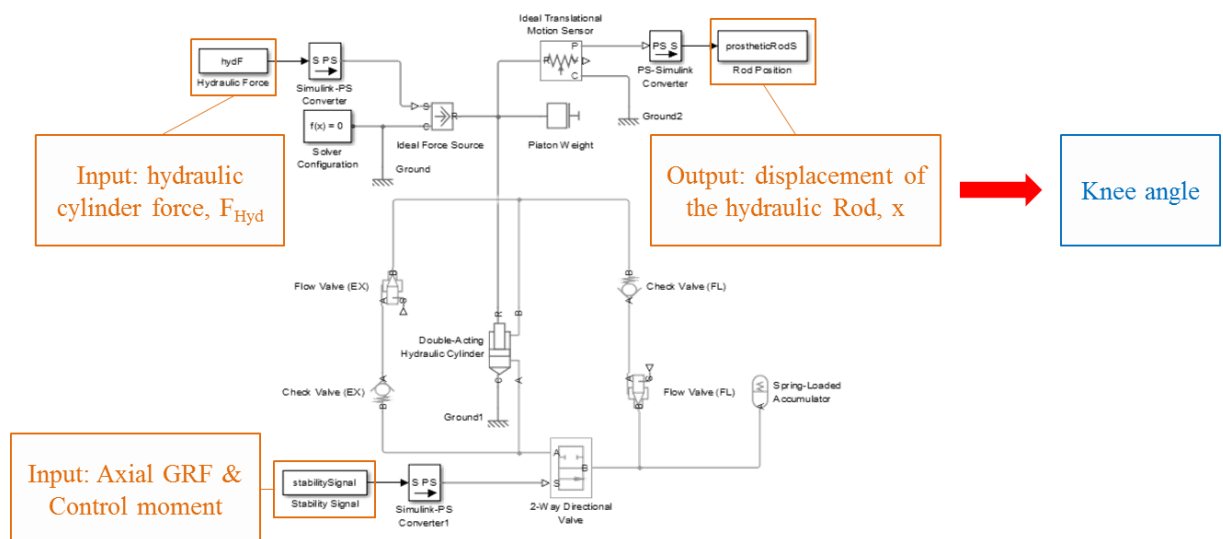 Ideal Translational
Motion Sensor
hydF
Hydraulic Force
S PS
Simulink-PS
Converter
f(x) = 0
Solver
Configuration
S
C
R
Ideal Force Source
Ground
Piaton Weight
R
P
V
C
Ground2
PS S
PS-Simulink
Converter
prostheticRodS
Rod Position
Input: hydraulic
cylinder force, FHyd
Output: displacement of
the hydraulic Rod, x
Knee angle
Flow Valve (EX)
B
A
S
Check Valve (EX)
A
B
Double-Acting
Hydraulic Cylinder
R
B
C
A
Ground1
Check Valve (FL)
B
A
Flow Valve (FL)
A
S
B
Spring-Loaded
Accumulator
A
Input: Axial GRF &
Control moment
stabilitySignal
Stability Signal
S PS
Simulink-PS
Converter1
A
B
S
2-Way Directional
Valve